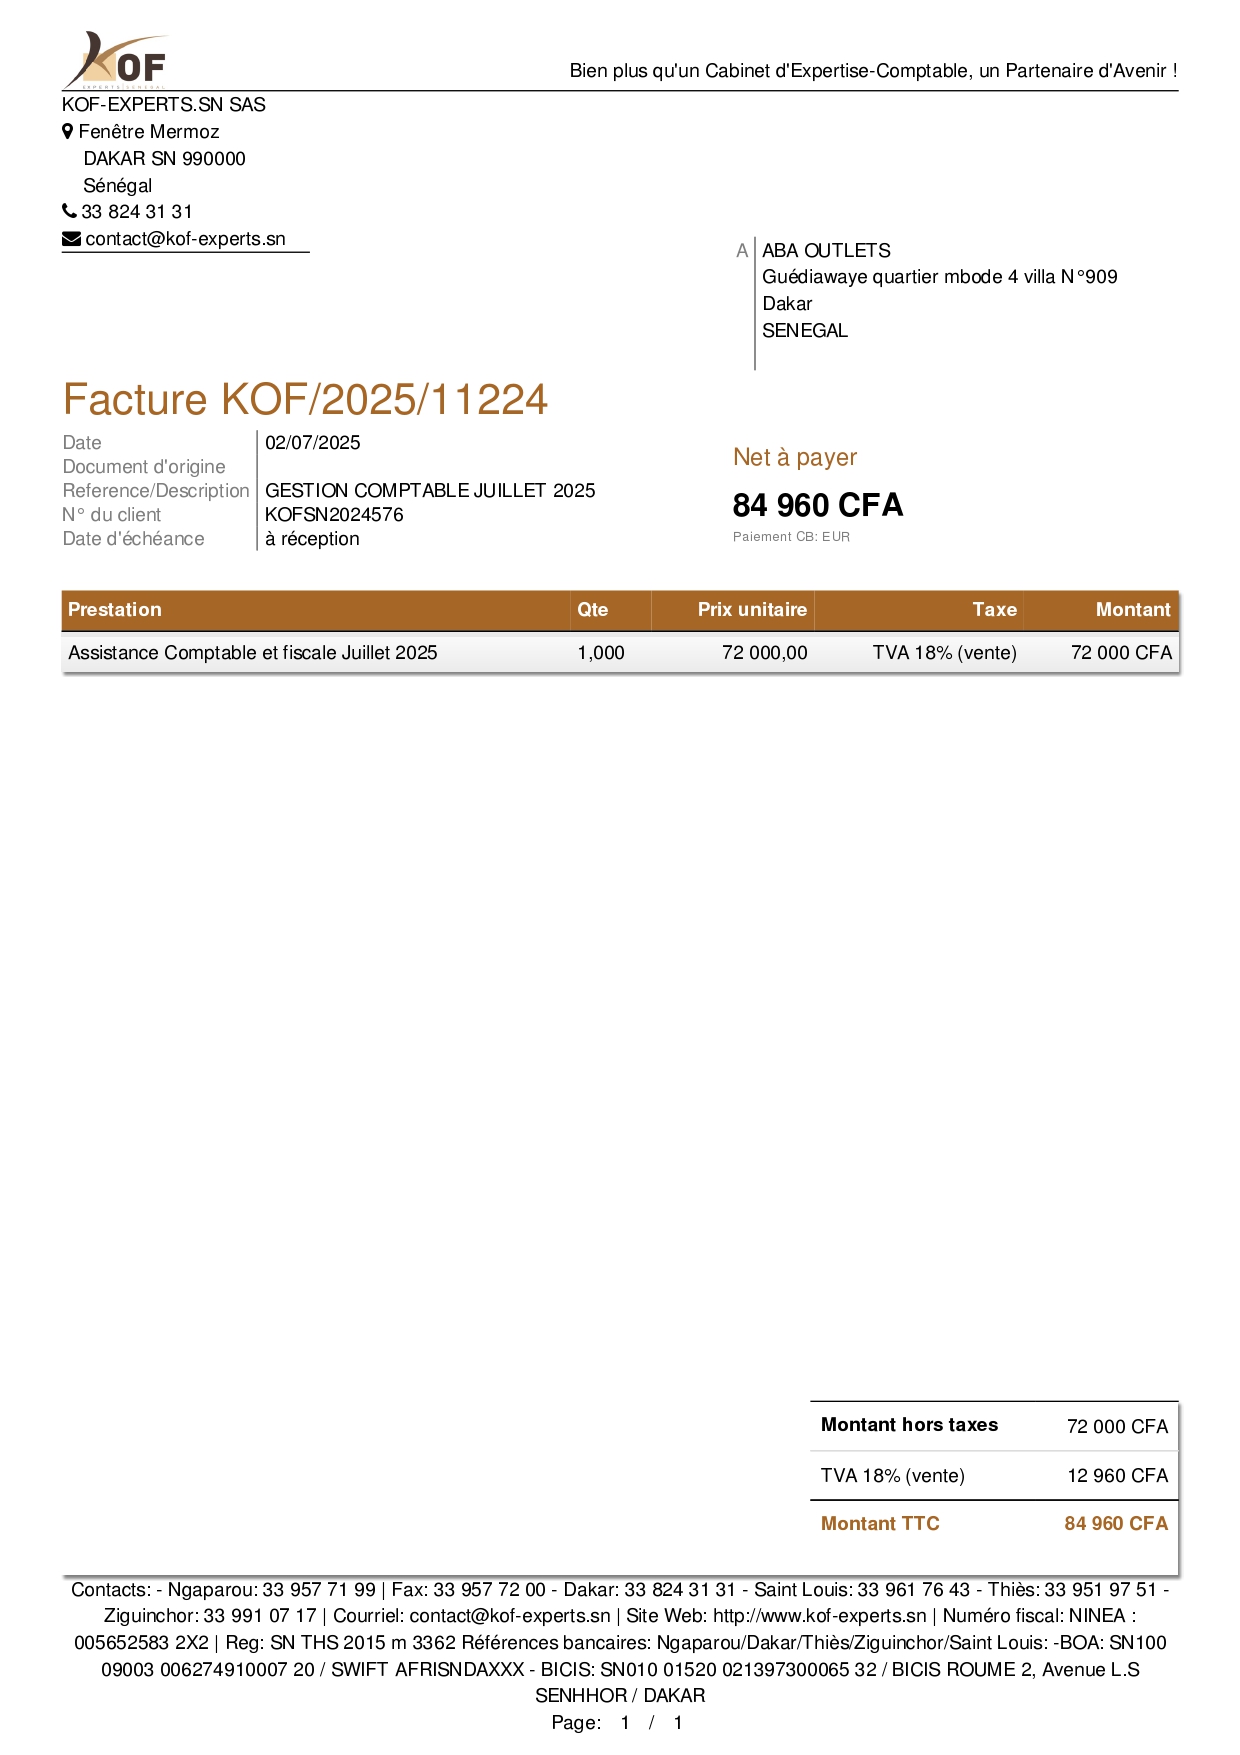 KOF
EXPERTS SENEGAL
Bien plus qu'un Cabinet d'Expertise-Comptable, un Partenaire d'Avenir !
KOF-EXPERTS.SN SAS
Fenêtre Mermoz
DAKAR SN 990000
Sénégal
33 824 31 31
contact@kof-experts.sn
A ABA OUTLETS
Guédiawaye quartier mbode 4 villa N°909
Dakar
SENEGAL
Facture KOF/2025/11224
Date 02/07/2025
Document d'origine
Reference/Description GESTION COMPTABLE JUILLET 2025
N° du client KOFSN2024576
Date d'échéance à réception
Net à payer
84 960 CFA
Paiement CB: EUR
Prestation Qte Prix unitaire Taxe Montant
Assistance Comptable et fiscale Juillet 2025 1,000 72 000,00 TVA 18% (vente) 72 000 CFA
Montant hors taxes 72 000 CFA
TVA 18% (vente) 12 960 CFA
Montant TTC 84 960 CFA
Contacts: - Ngaparou: 33 957 71 99 | Fax: 33 957 72 00 - Dakar: 33 824 31 31 - Saint Louis: 33 961 76 43 - Thiès: 33 951 97 51 -
Ziguinchor: 33 991 07 17 | Courriel: contact@kof-experts.sn | Site Web: http://www.kof-experts.sn | Numéro fiscal: NINEA :
005652583 2X2 | Reg: SN THS 2015 m 3362 Références bancaires: Ngaparou/Dakar/Thiès/Ziguinchor/Saint Louis: -BOA: SN100
09003 006274910007 20 / SWIFT AFRISNDAXXX - BICIS: SN010 01520 021397300065 32 / BICIS ROUME 2, Avenue L.S
SENHHOR / DAKAR
Page: 1 / 1